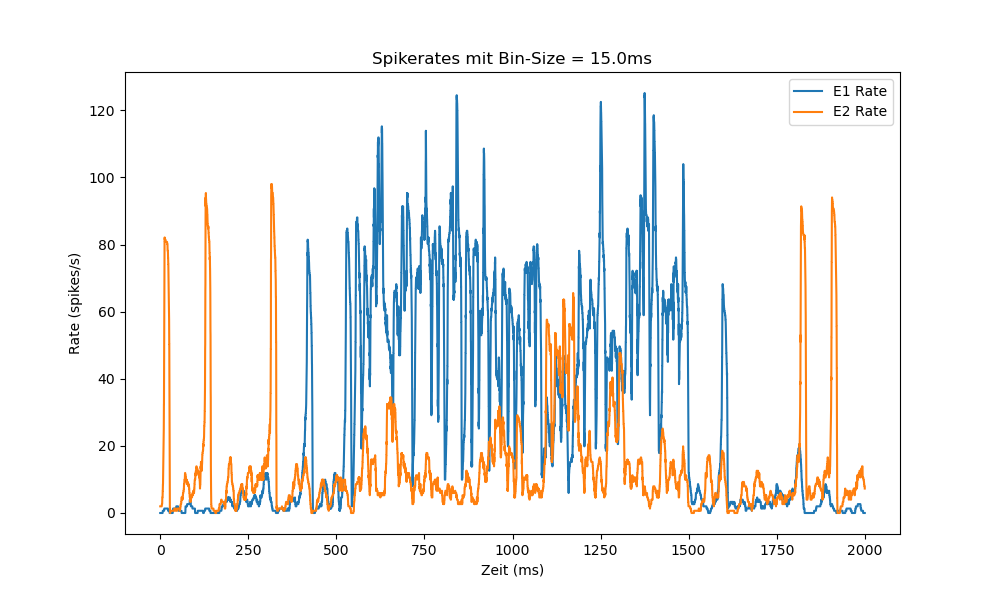 Spikerates mit Bin-Size = 15.0ms
E1 Rate
E2 Rate
120
100
80
60
40
20
0
Rate (spikes/s)
0 250 500 750 1000 1250 1500 1750 2000
Zeit (ms)